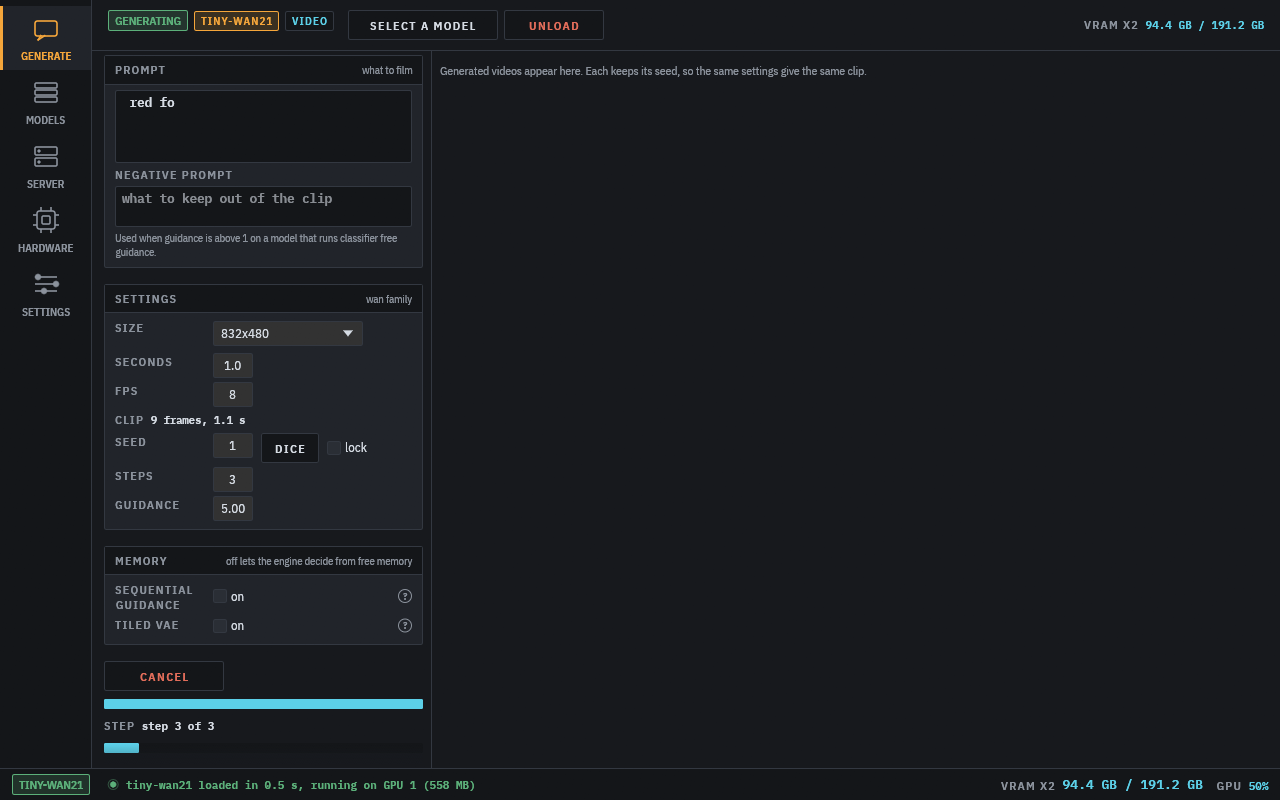 GENERATING TINY-WAN21 VIDEO SELECT A MODEL UNLOAD VRAM X2 94.4 GB / 191.2 GB
GENERATE
MODELS
SERVER
HARDWARE
SETTINGS
PROMPT what to film
red fo
NEGATIVE PROMPT
what to keep out of the clip
Used when guidance is above 1 on a model that runs classifier free
guidance.
SETTINGS wan family
SIZE 832x480
SECONDS 1.0
FPS 8
CLIP 9 frames, 1.1 s
SEED 1 DICE lock
STEPS 3
GUIDANCE 5.00
MEMORY off lets the engine decide from free memory
SEQUENTIAL
GUIDANCE on ?
TILED VAE on ?
CANCEL
STEP step 3 of 3
Generated videos appear here. Each keeps its seed, so the same settings give the same clip.
TINY-WAN21 tiny-wan21 loaded in 0.5 s, running on GPU 1 (558 MB) VRAM X2 94.4 GB / 191.2 GB GPU 50%